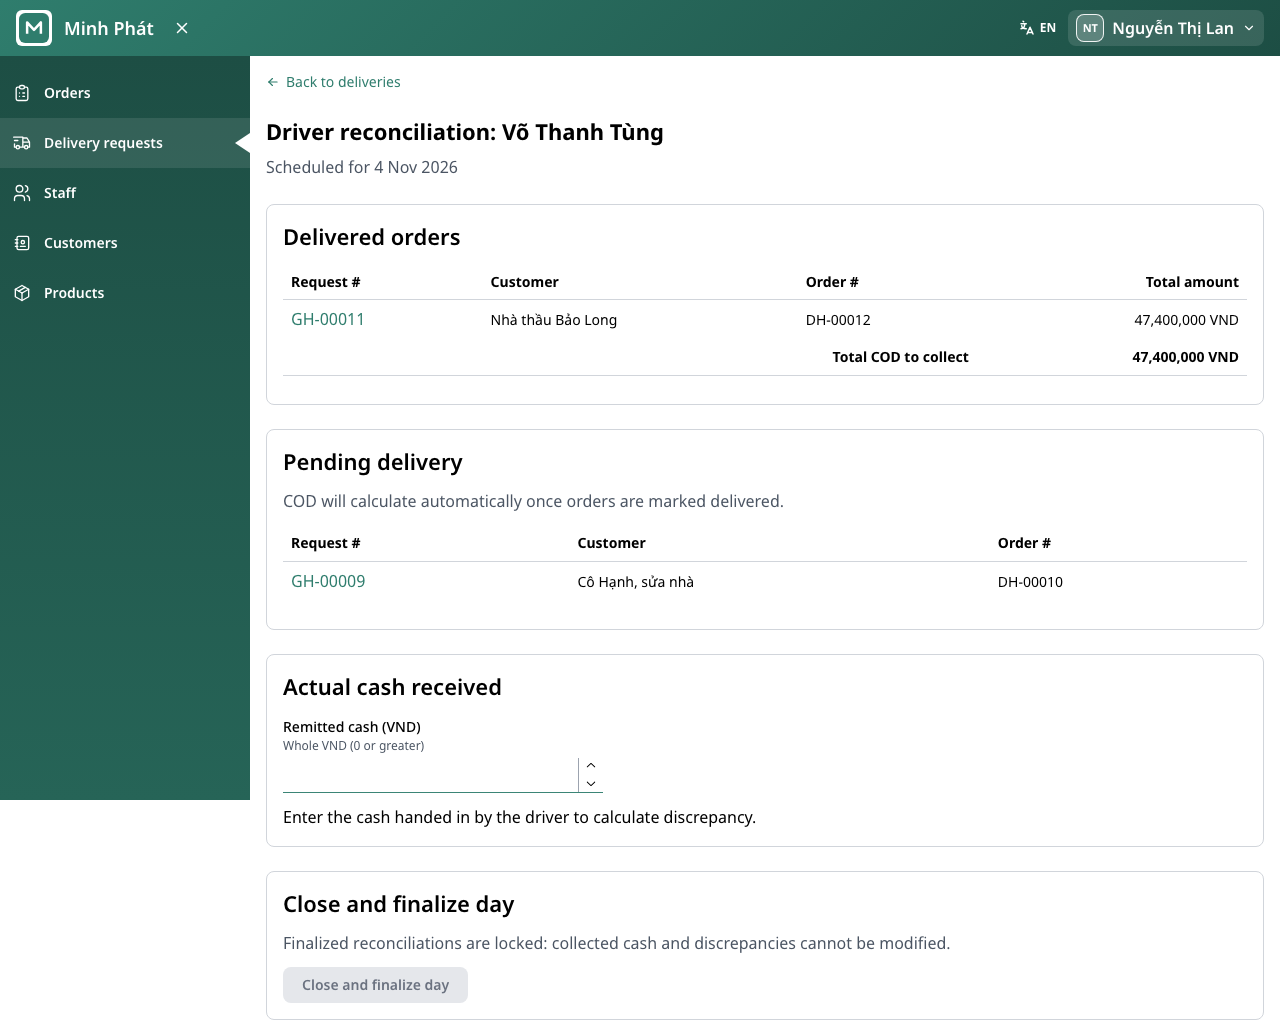 Minh Phát
EN
NT
Nguyễn Thị Lan
Orders
Delivery requests
Staff
Customers
Products
Back to deliveries
Driver reconciliation: Võ Thanh Tùng
Scheduled for 4 Nov 2026
Delivered orders
Request # Customer Order # Total amount
GH-00011 Nhà thầu Bảo Long DH-00012 47,400,000 VND
Total COD to collect 47,400,000 VND
Pending delivery
COD will calculate automatically once orders are marked delivered.
Request # Customer Order #
GH-00009 Cô Hạnh, sửa nhà DH-00010
Actual cash received
Remitted cash (VND)
Whole VND (0 or greater)
Enter the cash handed in by the driver to calculate discrepancy.
Close and finalize day
Finalized reconciliations are locked: collected cash and discrepancies cannot be modified.
Close and finalize day